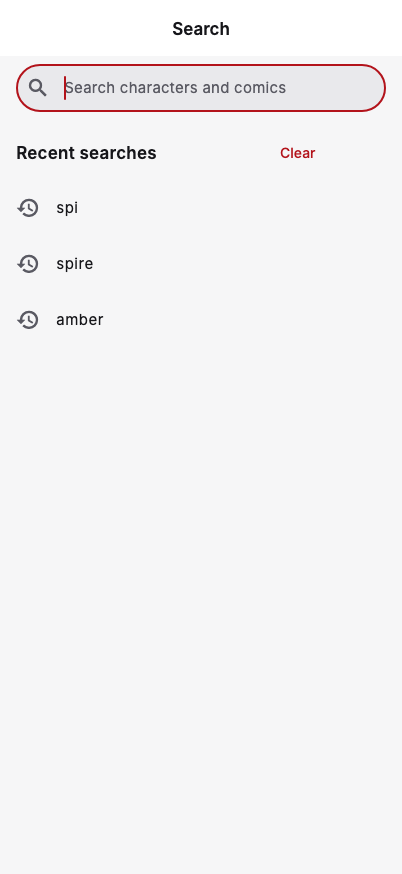 Search
Search characters and comics
Recent searches
Clear
spi
spire
amber